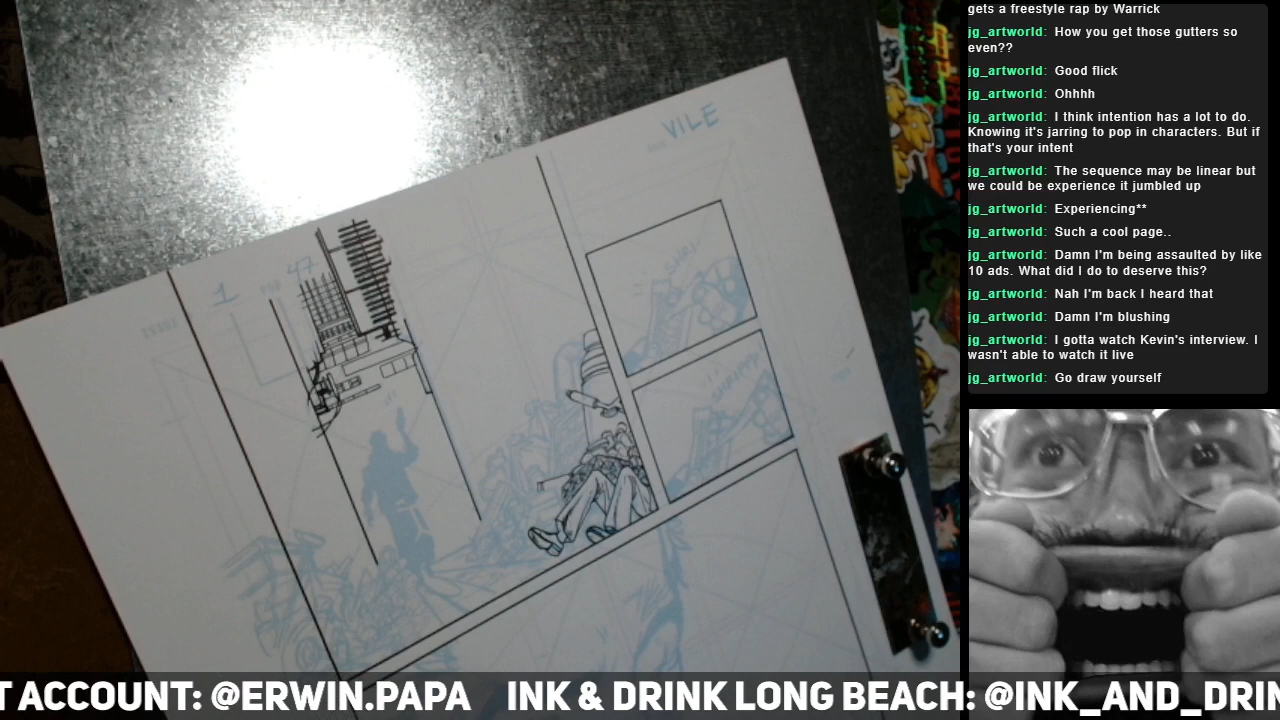 gets a freestyle rap by Warrick
jg_artworld: How you get those gutters so
even??
jg_artworld: Good flick
jg_artworld: Ohhhh
jg_artworld: I think intention has a lot to do.
Knowing it's jarring to pop in characters. But if
that's your intent
jg_artworld: The sequence may be linear but
we could be experience it jumbled up
jg_artworld: Experiencing**
jg_artworld: Such a cool page..
jg_artworld: Damn I'm being assaulted by like
10 ads. What did I do to deserve this?
jg_artworld: Nah I'm back I heard that
jg_artworld: Damn I'm blushing
jg_artworld: I gotta watch Kevin's interview. I
wasn't able to watch it live
jg_artworld: Go draw yourself
VILE
47
1
T ACCOUNT: @ERWIN.PAPA INK & DRINK LONG BEACH: @INK_AND_DRIN